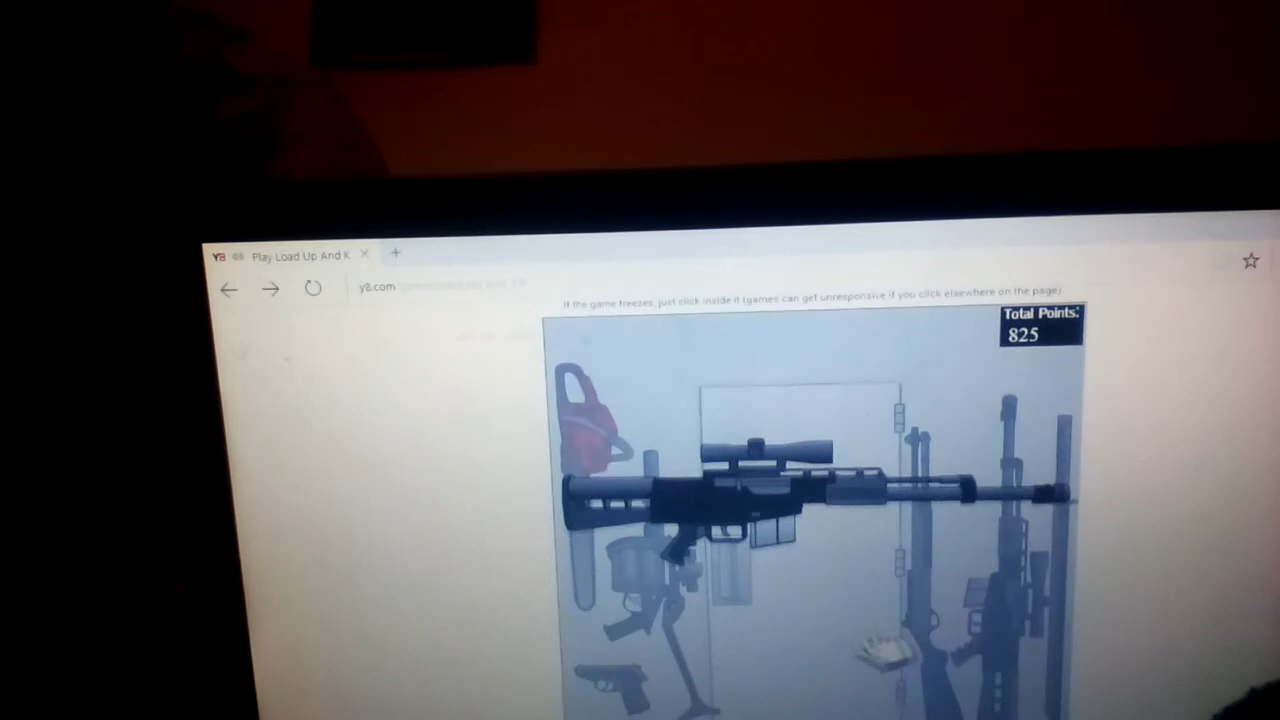 Y8 Play Load Up And K
y8.com
If the game freezes, just click inside it (games can get unresponsive if you click elsewhere on the page)
Total Points:
825